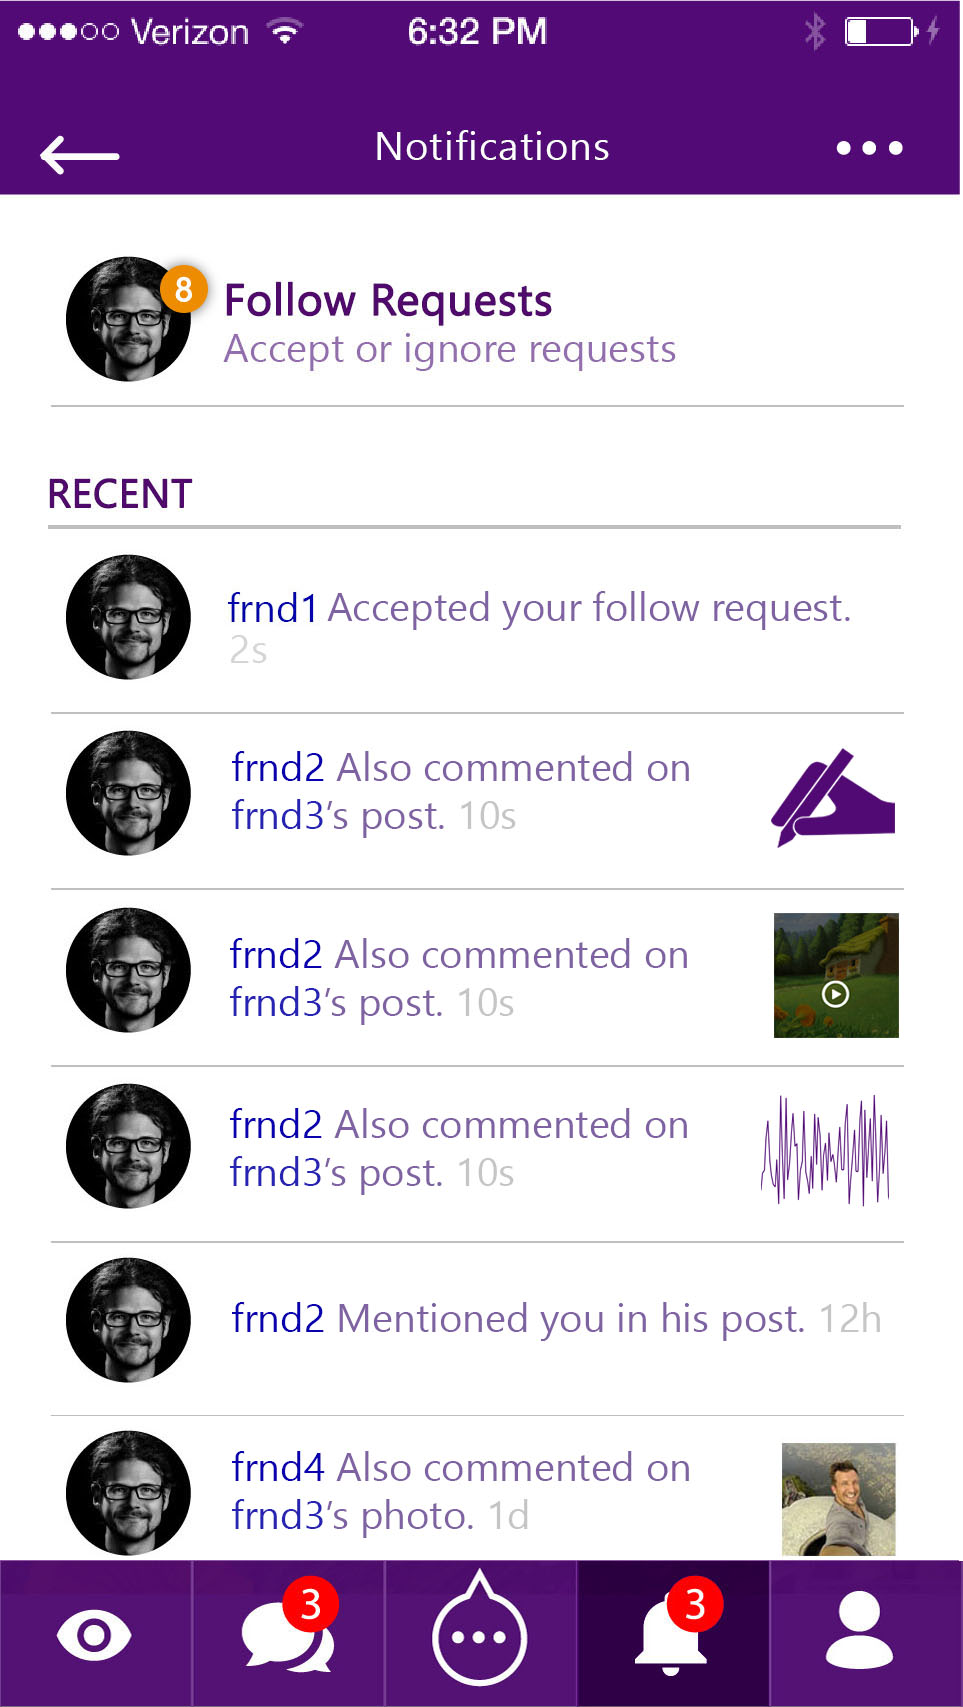 Verizon 6:32 PM
Notifications
8
Follow Requests
Accept or ignore requests
RECENT
frnd1 Accepted your follow request.
2s
frnd2 Also commented on
frnd3's post. 10s
frnd2 Also commented on
frnd3's post. 10s
frnd2 Also commented on
frnd3's post. 10s
frnd2 Mentioned you in his post. 12h
frnd4 Also commented on
frnd3's photo. 1d
3 3